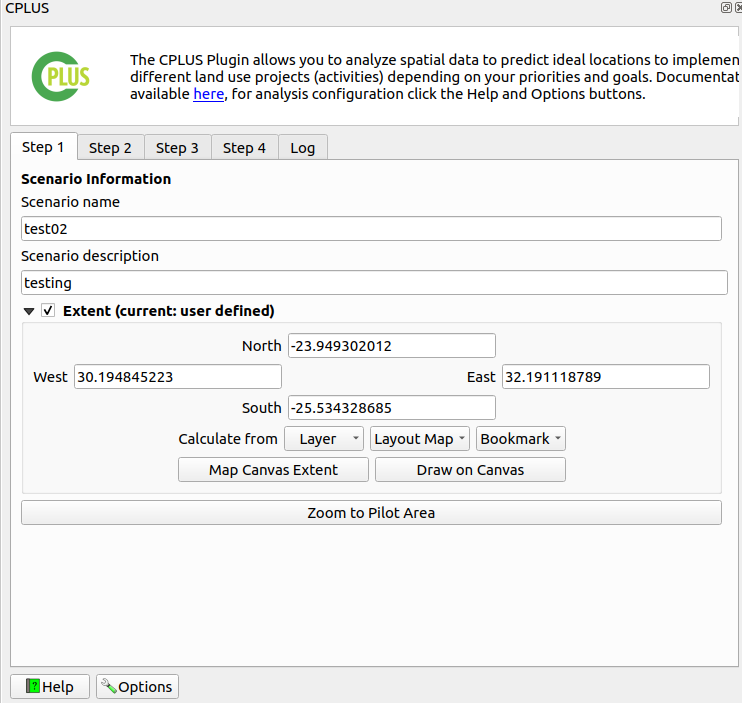 CPLUS
PLUS
The CPLUS Plugin allows you to analyze spatial data to predict ideal locations to implemen
different land use projects (activities) depending on your priorities and goals. Documentat
available here, for analysis configuration click the Help and Options buttons.
Step 1 Step 2 Step 3 Step 4 Log
Scenario Information
Scenario name
test02
Scenario description
testing
Extent (current: user defined)
North -23.949302012
West 30.194845223 East 32.191118789
South -25.534328685
Calculate from Layer Layout Map Bookmark
Map Canvas Extent Draw on Canvas
Zoom to Pilot Area
? Help Options